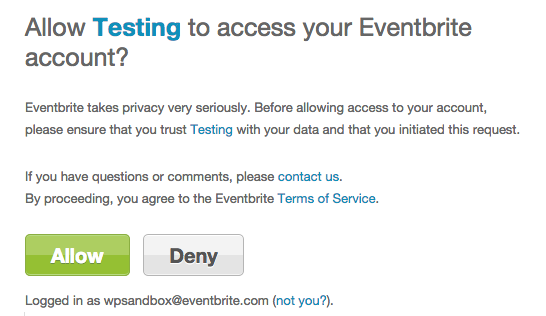 Allow Testing to access your Eventbrite
account?
Eventbrite takes privacy very seriously. Before allowing access to your account,
please ensure that you trust Testing with your data and that you initiated this request.
If you have questions or comments, please contact us.
By proceeding, you agree to the Eventbrite Terms of Service.
Allow Deny
Logged in as wpsandbox@eventbrite.com (not you?).